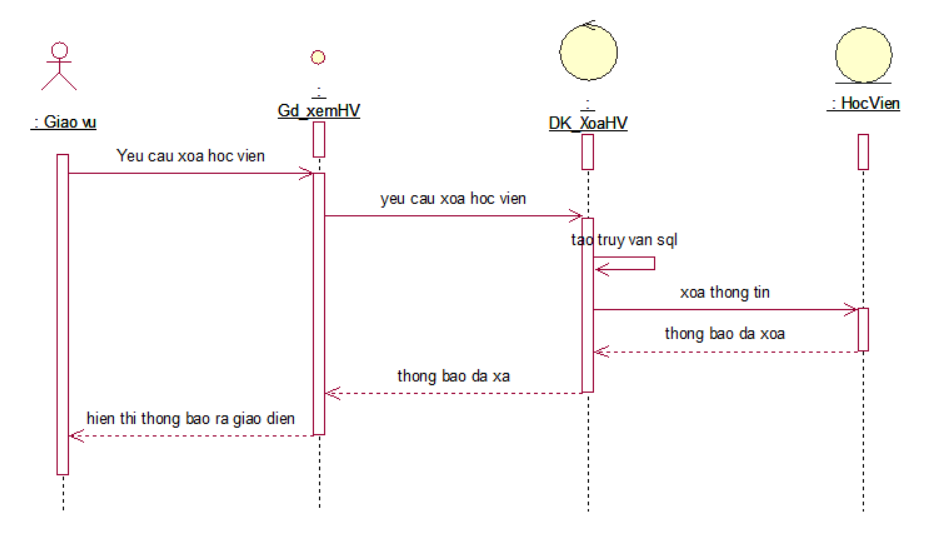 : Giao vu
:
Gd_xemHV
:
DK_XoaHV
: HocVien
Yeu cau xoa hoc vien
yeu cau xoa hoc vien
tao truy van sql
xoa thong tin
thong bao da xoa
thong bao da xa
hien thi thong bao ra giao dien